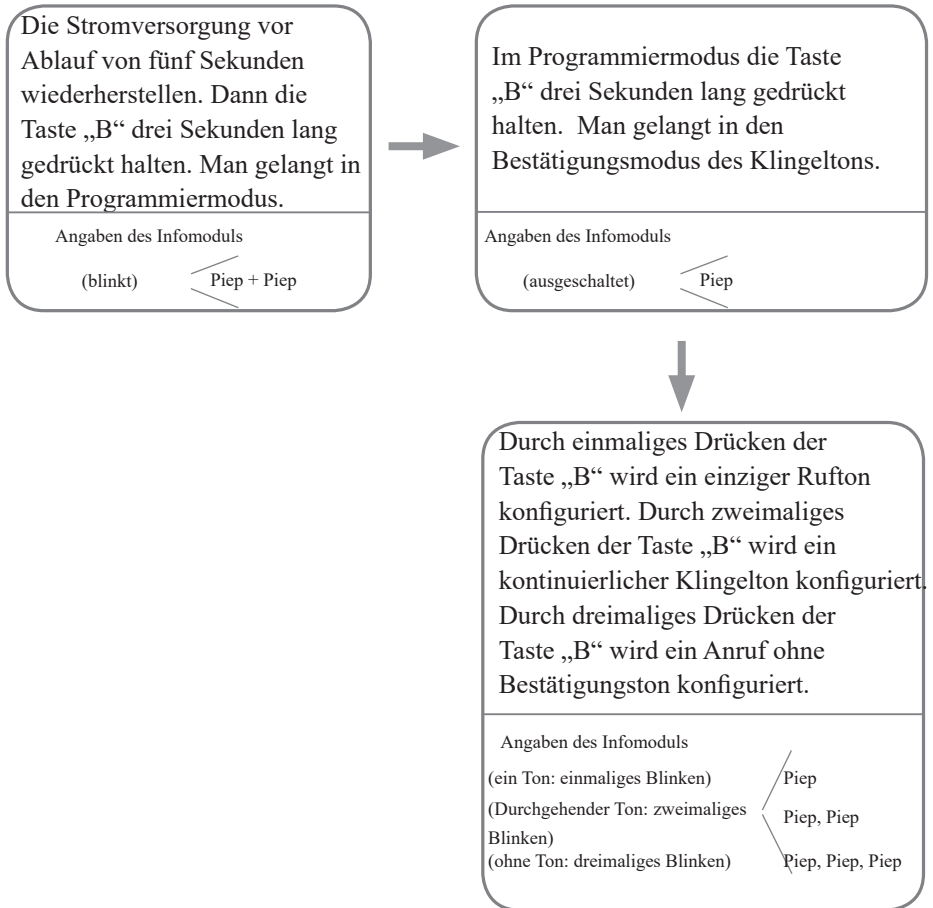 Die Stromversorgung vor
Ablauf von fünf Sekunden
wiederherstellen. Dann die
Taste „B“ drei Sekunden lang
gedrückt halten. Man gelangt in
den Programmiermodus.
Angaben des Infomoduls
(blinkt) Piep + Piep
Im Programmiermodus die Taste
„B“ drei Sekunden lang gedrückt
halten. Man gelangt in den
Bestätigungsmodus des Klingeltons.
Angaben des Infomoduls
(ausgeschaltet) Piep
Durch einmaliges Drücken der
Taste „B“ wird ein einziger Rufton
konfiguriert. Durch zweimaliges
Drücken der Taste „B“ wird ein
kontinuierlicher Klingelton konfiguriert.
Durch dreimaliges Drücken der
Taste „B“ wird ein Anruf ohne
Bestätigungston konfiguriert.
Angaben des Infomoduls
(ein Ton: einmaliges Blinken) Piep
(Durchgehender Ton: zweimaliges
Blinken) Piep, Piep
(ohne Ton: dreimaliges Blinken) Piep, Piep, Piep